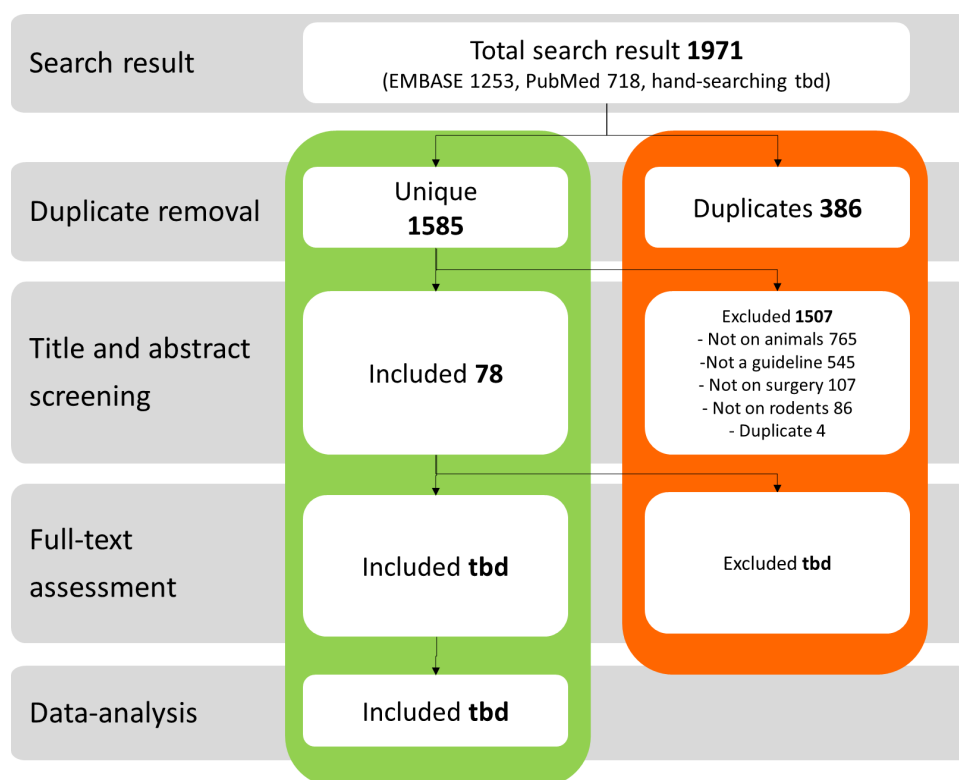 Search result
Total search result 1971
(EMBASE 1253, PubMed 718, hand-searching tbd)
Duplicate removal
Unique
1585
Duplicates 386
Title and abstract
screening
Included 78
Excluded 1507
- Not on animals 765
-Not a guideline 545
- Not on surgery 107
- Not on rodents 86
- Duplicate 4
Full-text
assessment
Included tbd
Excluded tbd
Data-analysis
Included tbd